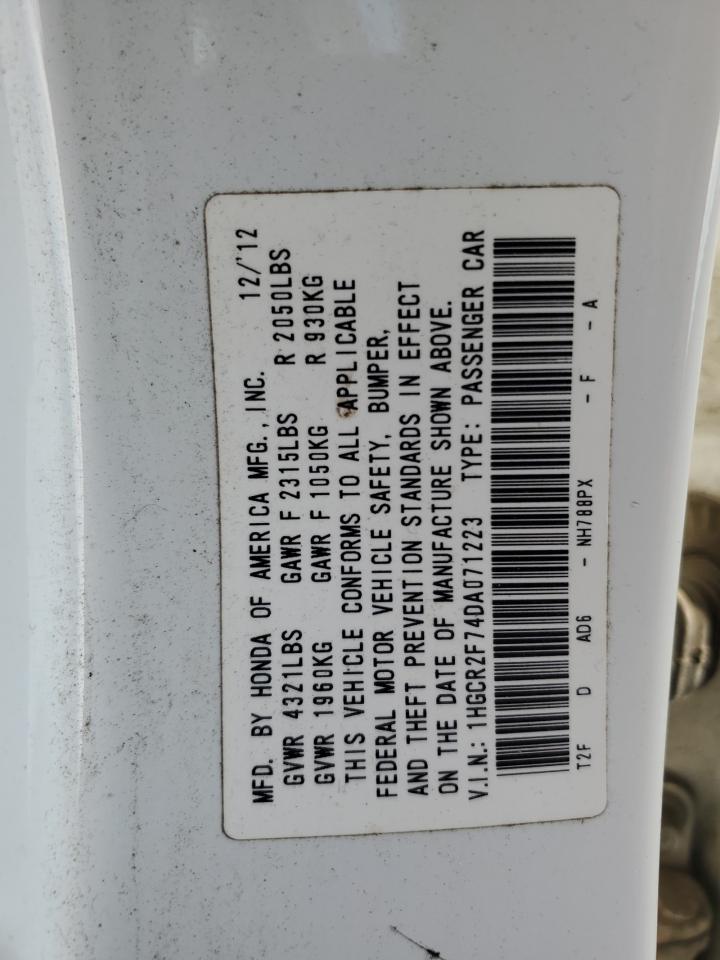 MFD. BY HONDA OF AMERICA MFG., INC. 12/'12
GVWR 4321LBS GAWR F 2315LBS R 2050LBS
GVWR 1960KG GAWR F 1050KG R 930KG
THIS VEHICLE CONFORMS TO ALL APPLICABLE
FEDERAL MOTOR VEHICLE SAFETY, BUMPER,
AND THEFT PREVENTION STANDARDS IN EFFECT
ON THE DATE OF MANUFACTURE SHOWN ABOVE.
V.I.N.: 1HGCR2F74DA071223 TYPE: PASSENGER CAR
T2F D AD6 - NH788PX - F - A